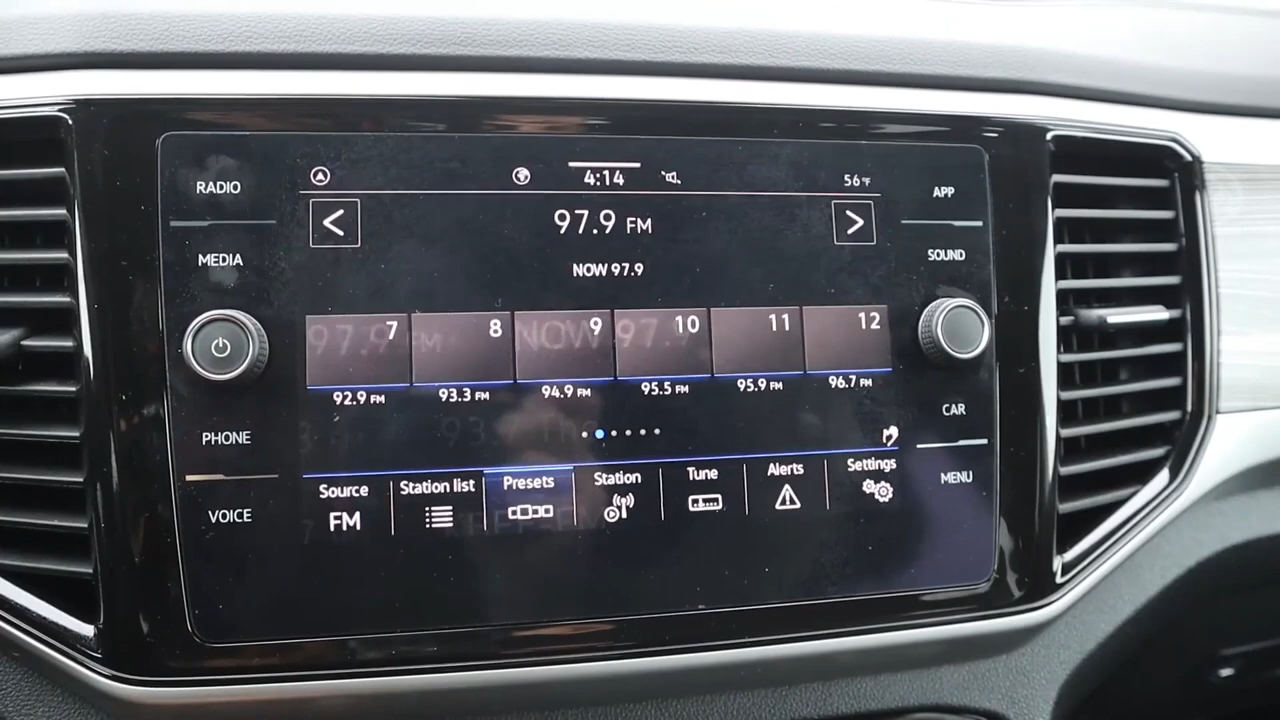 RADIO
MEDIA
PHONE
VOICE
4:14
56°F
97.9 FM
NOW 97.9
7 8 9 10 11 12
92.9 FM 93.3 FM 94.9 FM 95.5 FM 95.9 FM 96.7 FM
Source Station list Presets Station Tune Alerts Settings
FM
APP
SOUND
CAR
MENU